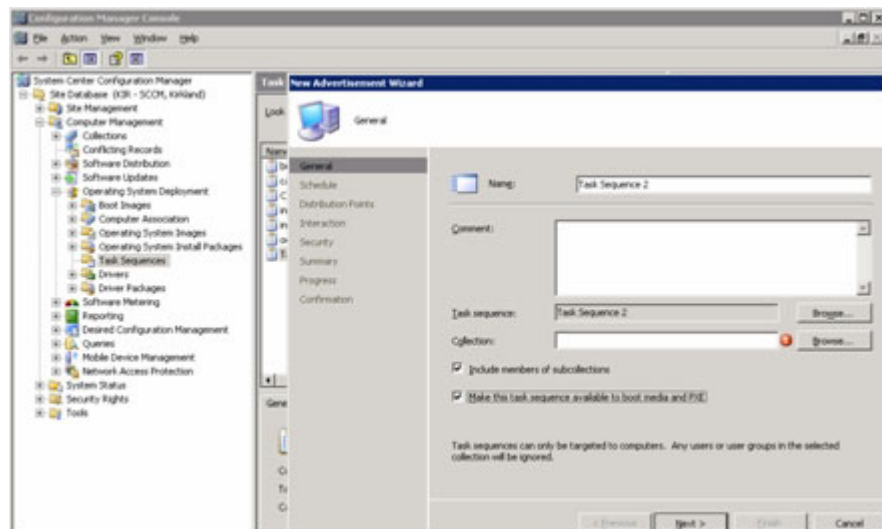 Configuration Manager Console
File Action View Window Help
System Center Configuration Manager
Site Database (KIR - SCCM, Kirkland)
Site Management
Computer Management
Collections
Conflicting Records
Software Distribution
Software Updates
Operating System Deployment
Boot Images
Computer Association
Operating System Images
Operating System Install Packages
Task Sequences
Drivers
Driver Packages
Software Metering
Reporting
Desired Configuration Management
Queries
Mobile Device Management
Network Access Protection
System Status
Security Rights
Tools
Task
Look
New Advertisement Wizard
General
General
Schedule
Distribution Points
Interaction
Security
Summary
Progress
Confirmation
Name: Task Sequence 2
Comment:
Task sequence: Task Sequence 2 Browse...
Collection: Browse...
Include members of subcollections
Make this task sequence available to boot media and PXE
Task sequences can only be targeted to computers. Any users or user groups in the selected
collection will be ignored.
< Previous Next > Finish Cancel